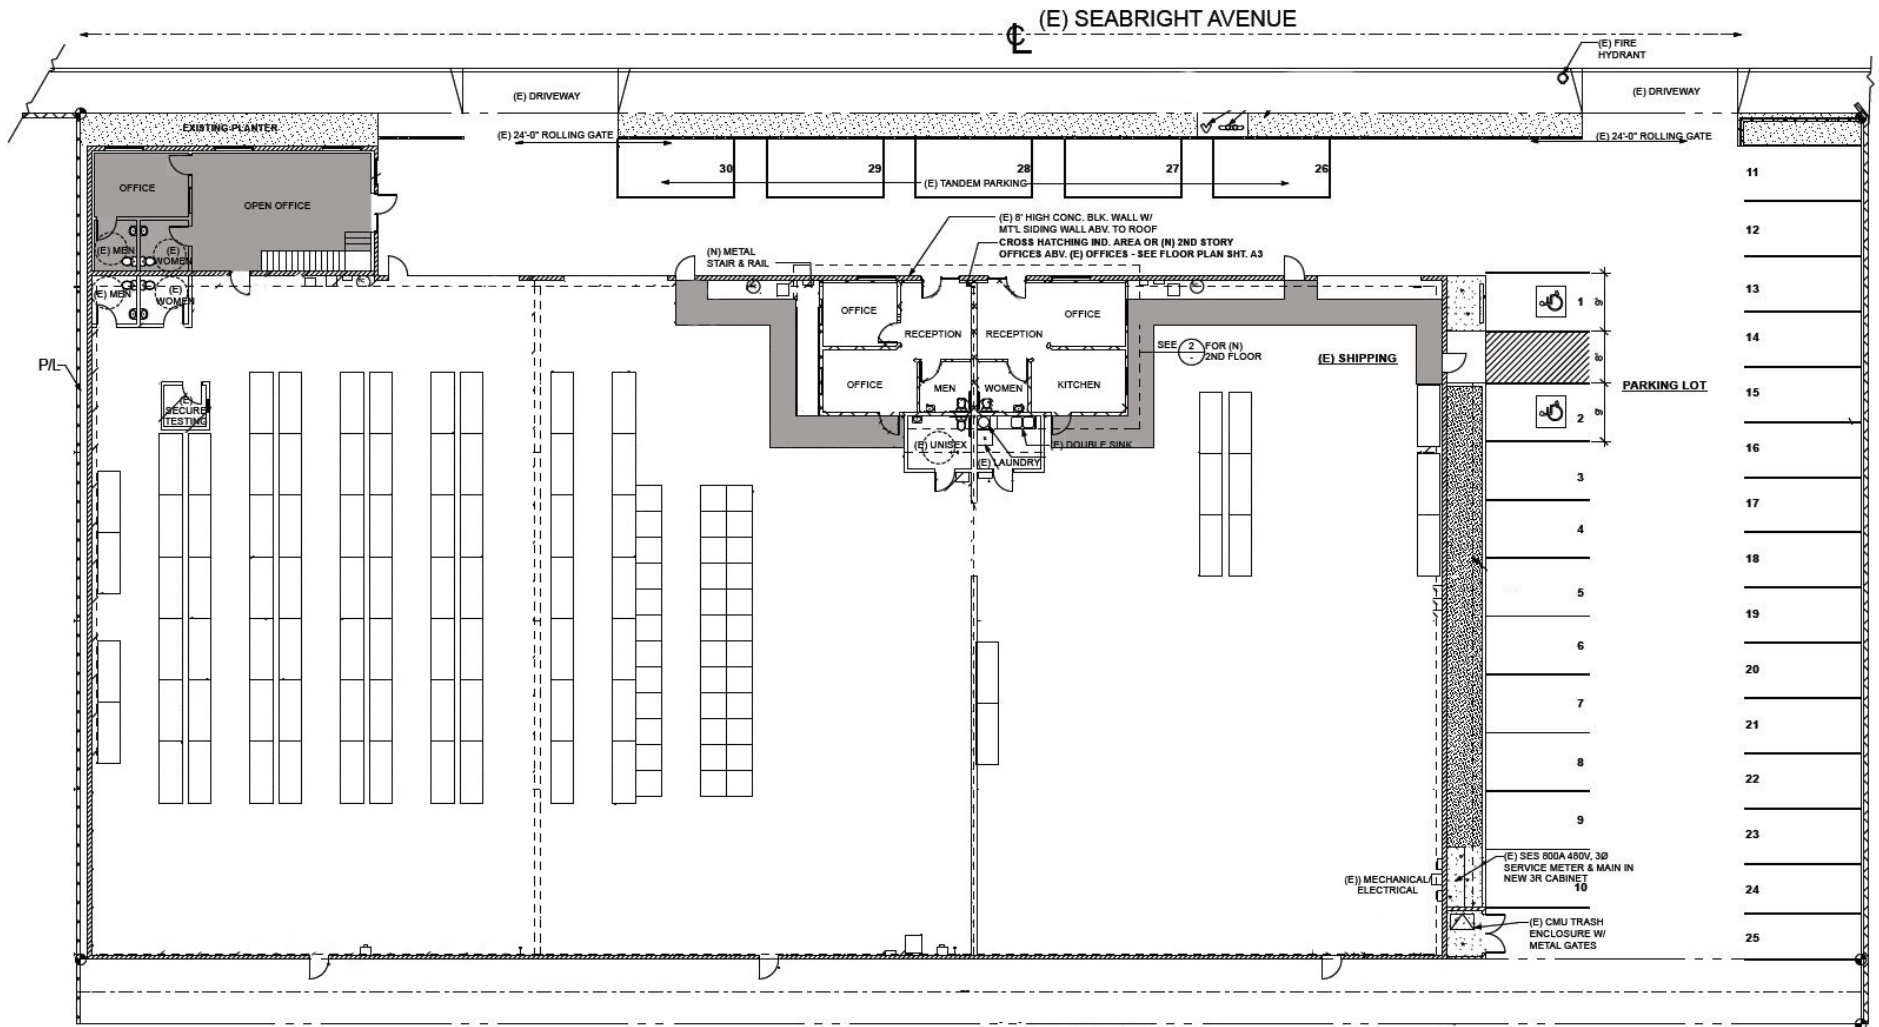 (E) SEABRIGHT AVENUE
(E) FIRE
HYDRANT
(E) DRIVEWAY
(E) DRIVEWAY
EXISTING PLANTER
(E) 24'-0" ROLLING GATE
(E) 24'-0" ROLLING GATE
30
29
28
27
26
(E) TANDEM PARKING
11
OFFICE
OPEN OFFICE
(E) 8' HIGH CONC. BLK. WALL W/
MT'L SIDING WALL ABV. TO ROOF
CROSS HATCHING IND. AREA OR (N) 2ND STORY
OFFICES ABV. (E) OFFICES - SEE FLOOR PLAN SHT. A3
12
(E) MEN
(E)
WOMEN
(N) METAL
STAIR & RAIL
(E) MEN
(E)
WOMEN
13
1
9'
OFFICE
RECEPTION
RECEPTION
OFFICE
14
SEE
2
-
FOR (N)
2ND FLOOR
(E) SHIPPING
8'
P/L
PARKING LOT
OFFICE
MEN
WOMEN
KITCHEN
15
(E)
SECURE
TESTING
2
9'
16
(E) UNISEX
(E) DOUBLE SINK
(E) LAUNDRY
3
17
4
18
5
19
6
20
7
21
8
22
9
23
(E) SES 800A 480V, 3Ø
SERVICE METER & MAIN IN
NEW 3R CABINET
10
(E)) MECHANICAL/
ELECTRICAL
24
(E) CMU TRASH
ENCLOSURE W/
METAL GATES
25